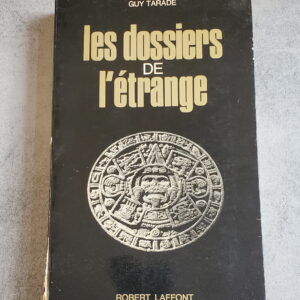 GUY TARADE
les dossiers
DE
l'étrange
ROBERT LAFFONT